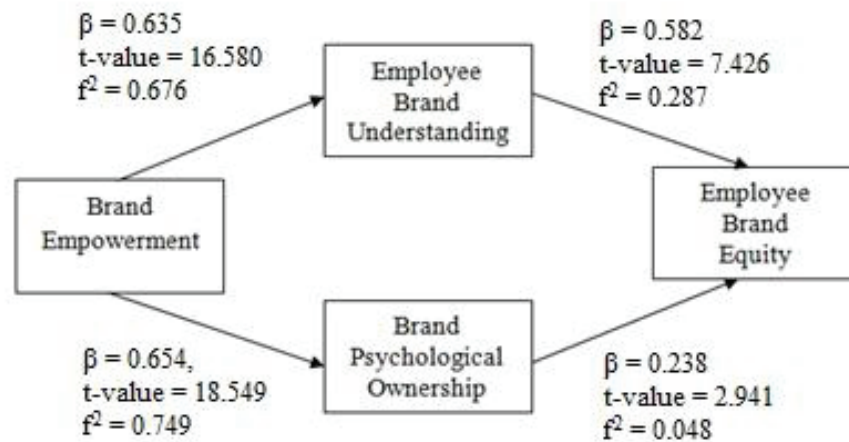 β = 0.635
t-value = 16.580
f² = 0.676
Employee
Brand
Understanding
β = 0.582
t-value = 7.426
f² = 0.287
Brand
Empowerment
Employee
Brand
Equity
β = 0.654,
t-value = 18.549
f² = 0.749
Brand
Psychological
Ownership
β = 0.238
t-value = 2.941
f² = 0.048